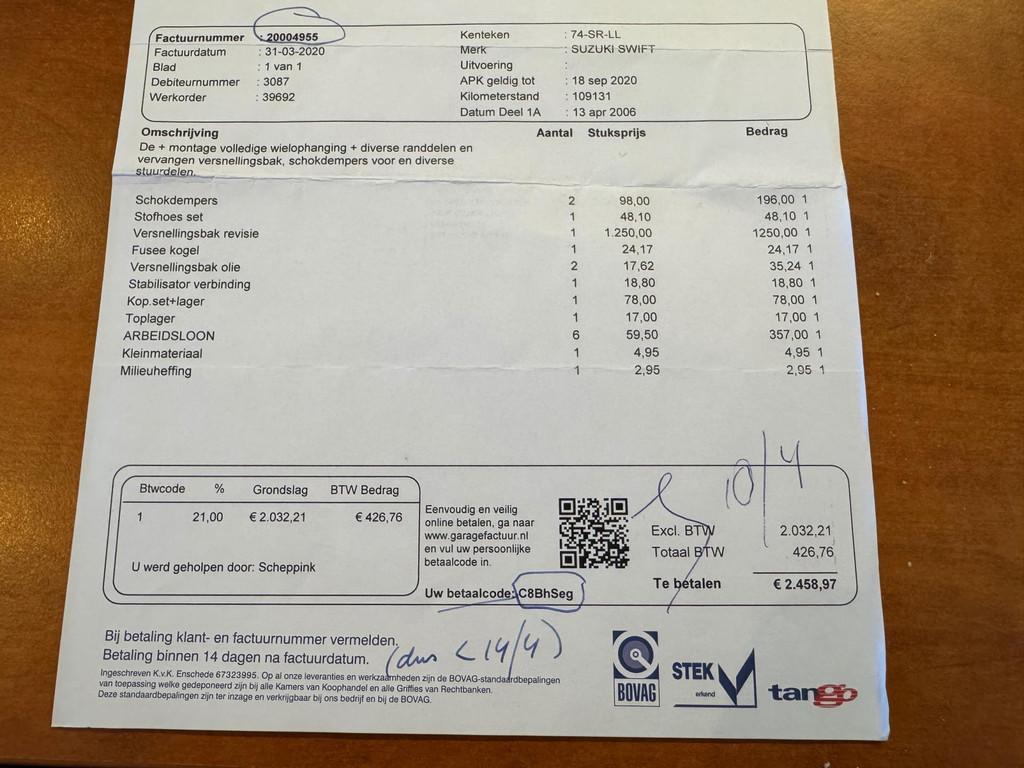 Factuurnummer : 20004955
Factuurdatum : 31-03-2020
Blad : 1 van 1
Debiteurnummer : 3087
Werkorder : 39692
Kenteken : 74-SR-LL
Merk : SUZUKI SWIFT
Uitvoering :
APK geldig tot : 18 sep 2020
Kilometerstand : 109131
Datum Deel 1A : 13 apr 2006
Omschrijving Aantal Stuksprijs Bedrag
De + montage volledige wielophanging + diverse randdelen en
vervangen versnellingsbak, schokdempers voor en diverse
stuurdelen.
Schokdempers 2 98,00 196,00 1
Stofhoes set 1 48,10 48,10 1
Versnellingsbak revisie 1 1.250,00 1250,00 1
Fusee kogel 1 24,17 24,17 1
Versnellingsbak olie 2 17,62 35,24 1
Stabilisator verbinding 1 18,80 18,80 1
Kop.set+lager 1 78,00 78,00 1
Toplager 1 17,00 17,00 1
ARBEIDSLOON 6 59,50 357,00 1
Kleinmateriaal 1 4,95 4,95 1
Milieuheffing 1 2,95 2,95 1
10/4
Btwcode % Grondslag BTW Bedrag
1 21,00 € 2.032,21 € 426,76
U werd geholpen door: Scheppink
Eenvoudig en veilig
online betalen, ga naar
www.garagefactuur.nl
en vul uw persoonlijke
betaalcode in.
Uw betaalcode: C8BhSeg
Excl. BTW 2.032,21
Totaal BTW 426,76
Te betalen € 2.458,97
Bij betaling klant- en factuurnummer vermelden.
Betaling binnen 14 dagen na factuurdatum. (dus < 14/4)
Ingeschreven K.v.K. Enschede 67323995. Op al onze leveranties en werkzaamheden zijn de BOVAG-standaardbepalingen
van toepassing welke gedeponeerd zijn bij alle Kamers van Koophandel en alle Griffies van Rechtbanken.
Deze standaardbepalingen zijn ter inzage en verkrijgbaar bij ons bedrijf en bij de BOVAG.
BOVAG
STEK
erkend
tango